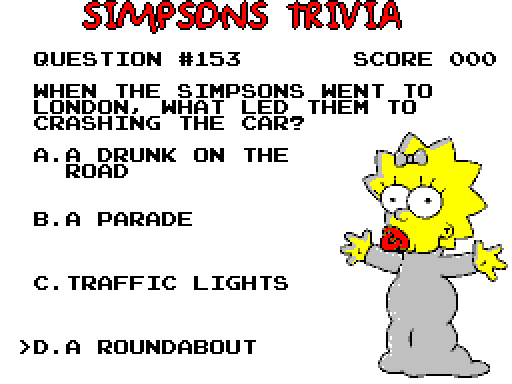 SIMPSONS TRIVIA
QUESTION #153 SCORE 000
WHEN THE SIMPSONS WENT TO
LONDON, WHAT LED THEM TO
CRASHING THE CAR?
A.A DRUNK ON THE
ROAD
B.A PARADE
C.TRAFFIC LIGHTS
>D.A ROUNDABOUT